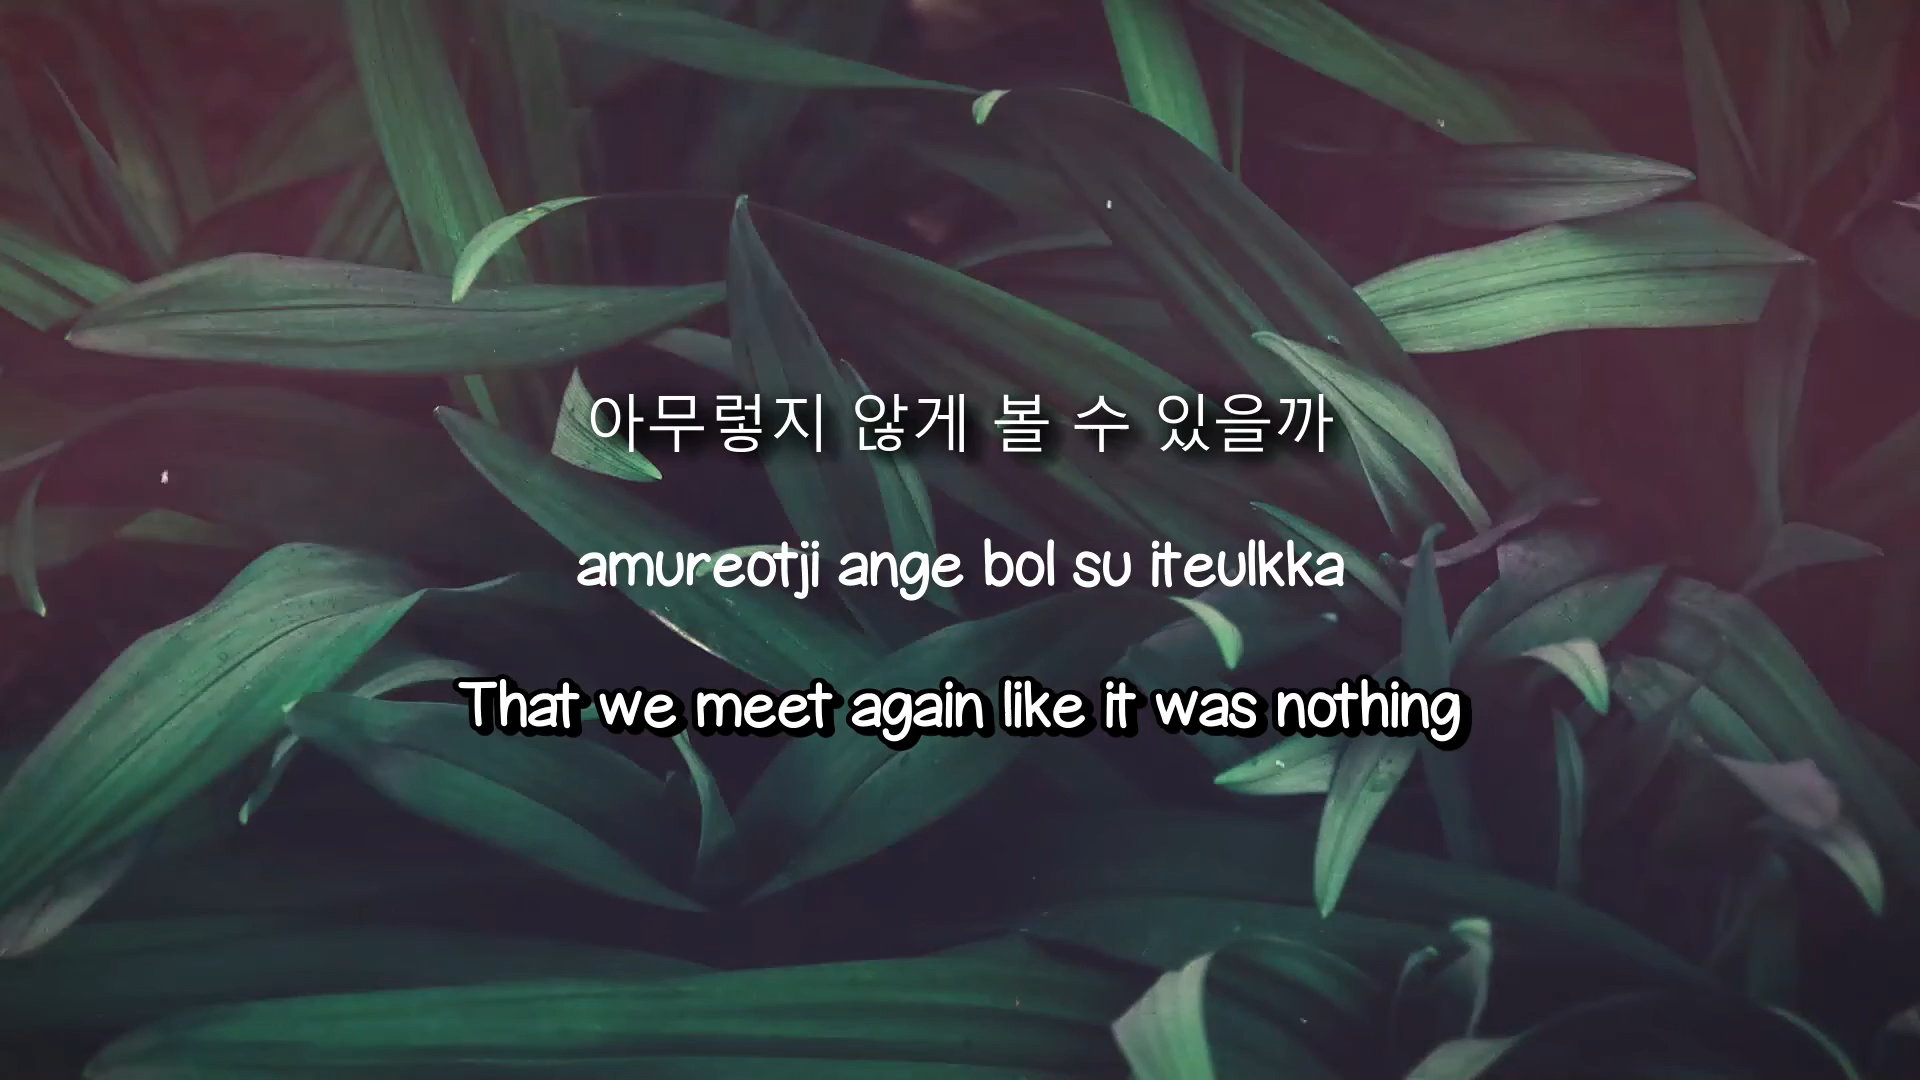 아무렇지 않게 볼 수 있을까
amureotji ange bol su iteulkka
That we meet again like it was nothing